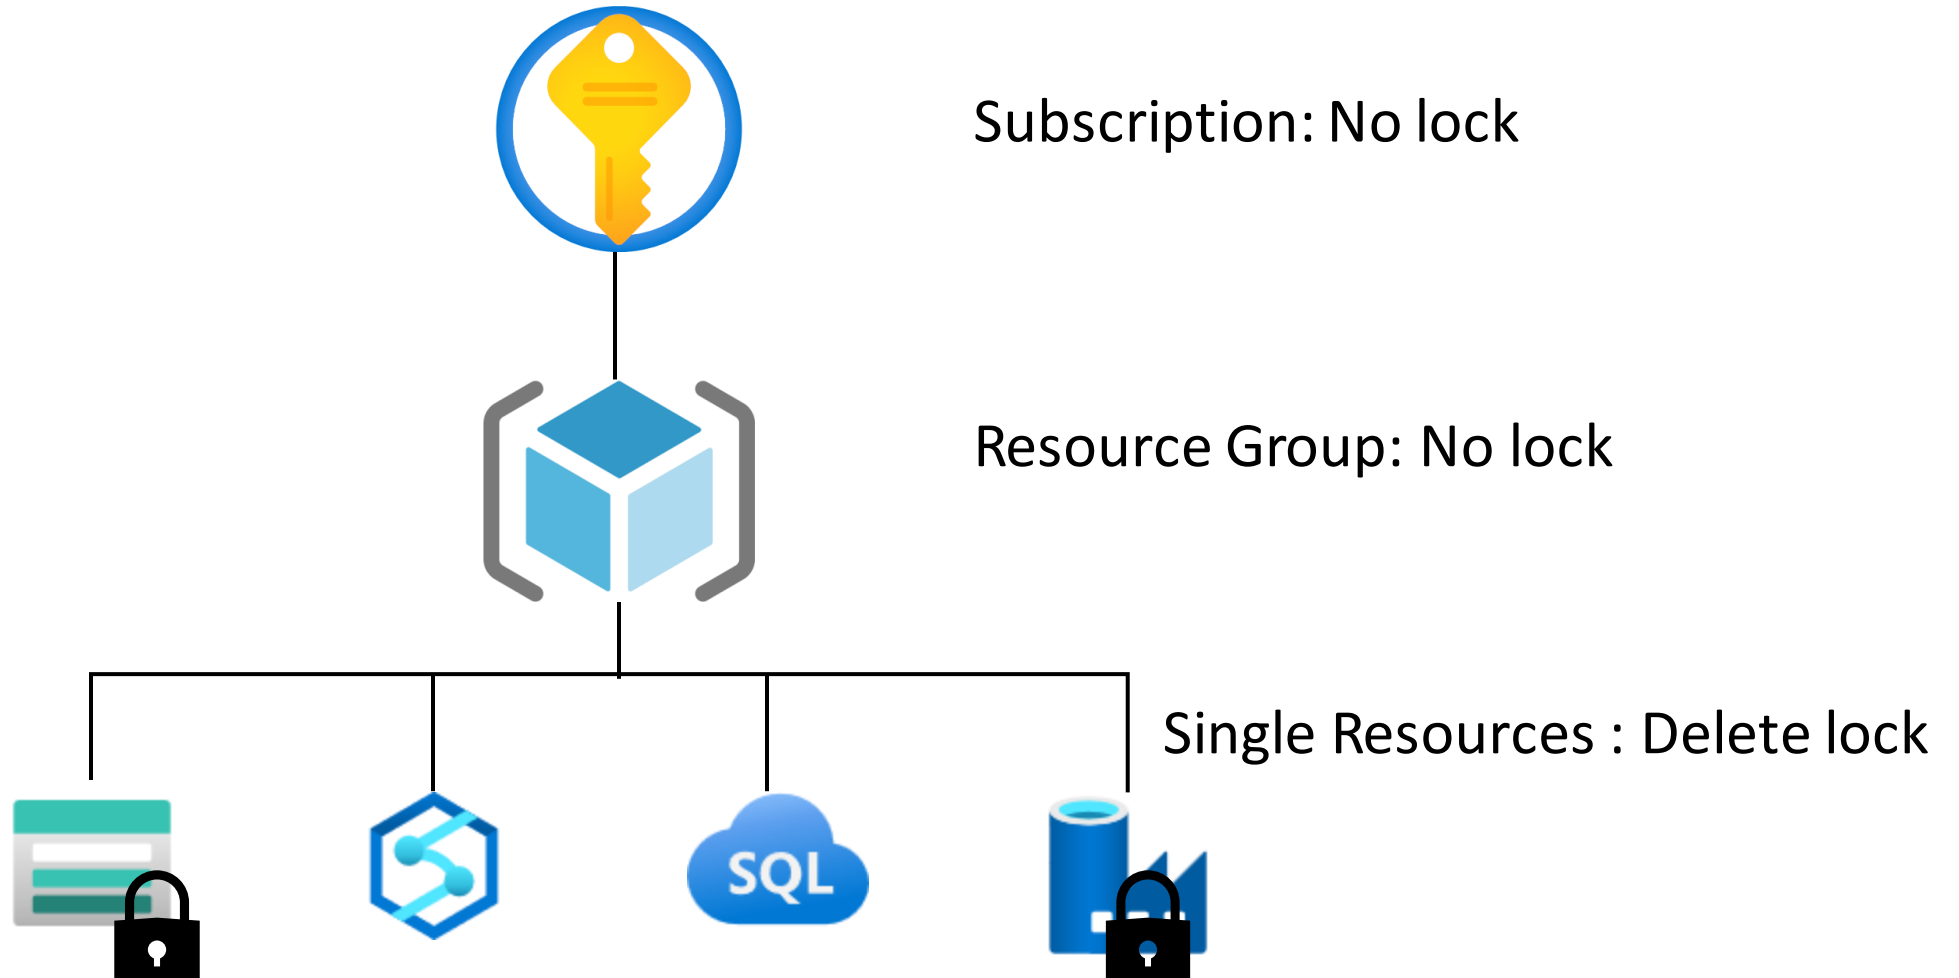 Subscription: No lock
Resource Group: No lock
Single Resources : Delete lock
SQL